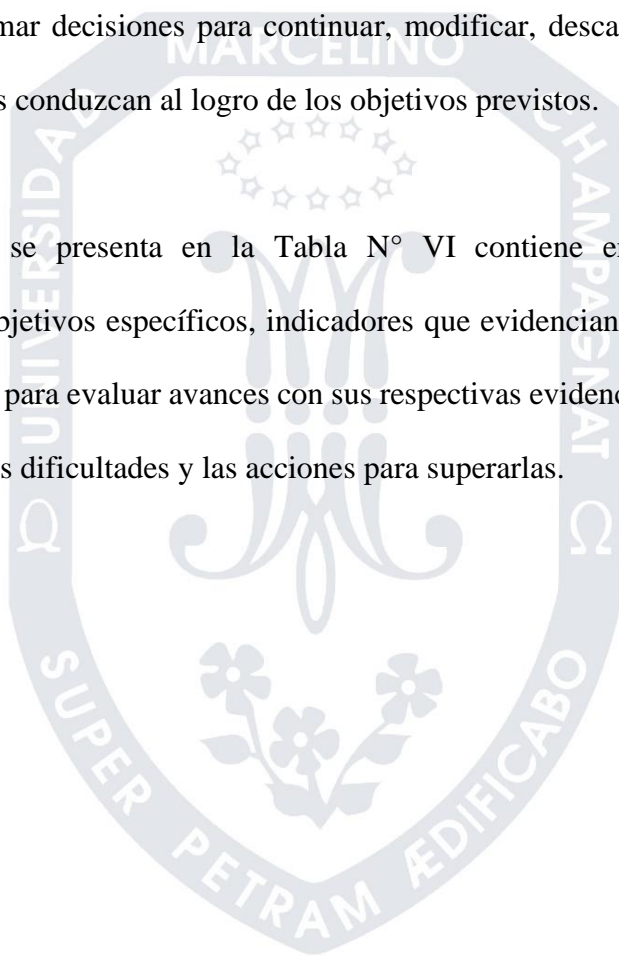 mar decisiones para continuar, modificar, desca
MARCELINO
s conduzcan al logro de los objetivos previstos.
UNIVERSIDAD
CHAMPAGNAT
se presenta en la Tabla N° VI contiene e
bjetivos específicos, indicadores que evidencian
para evaluar avances con sus respectivas evidenc
s dificultades y las acciones para superarlas.
Ω Ω
SUPER PETRAM ÆDIFICABO